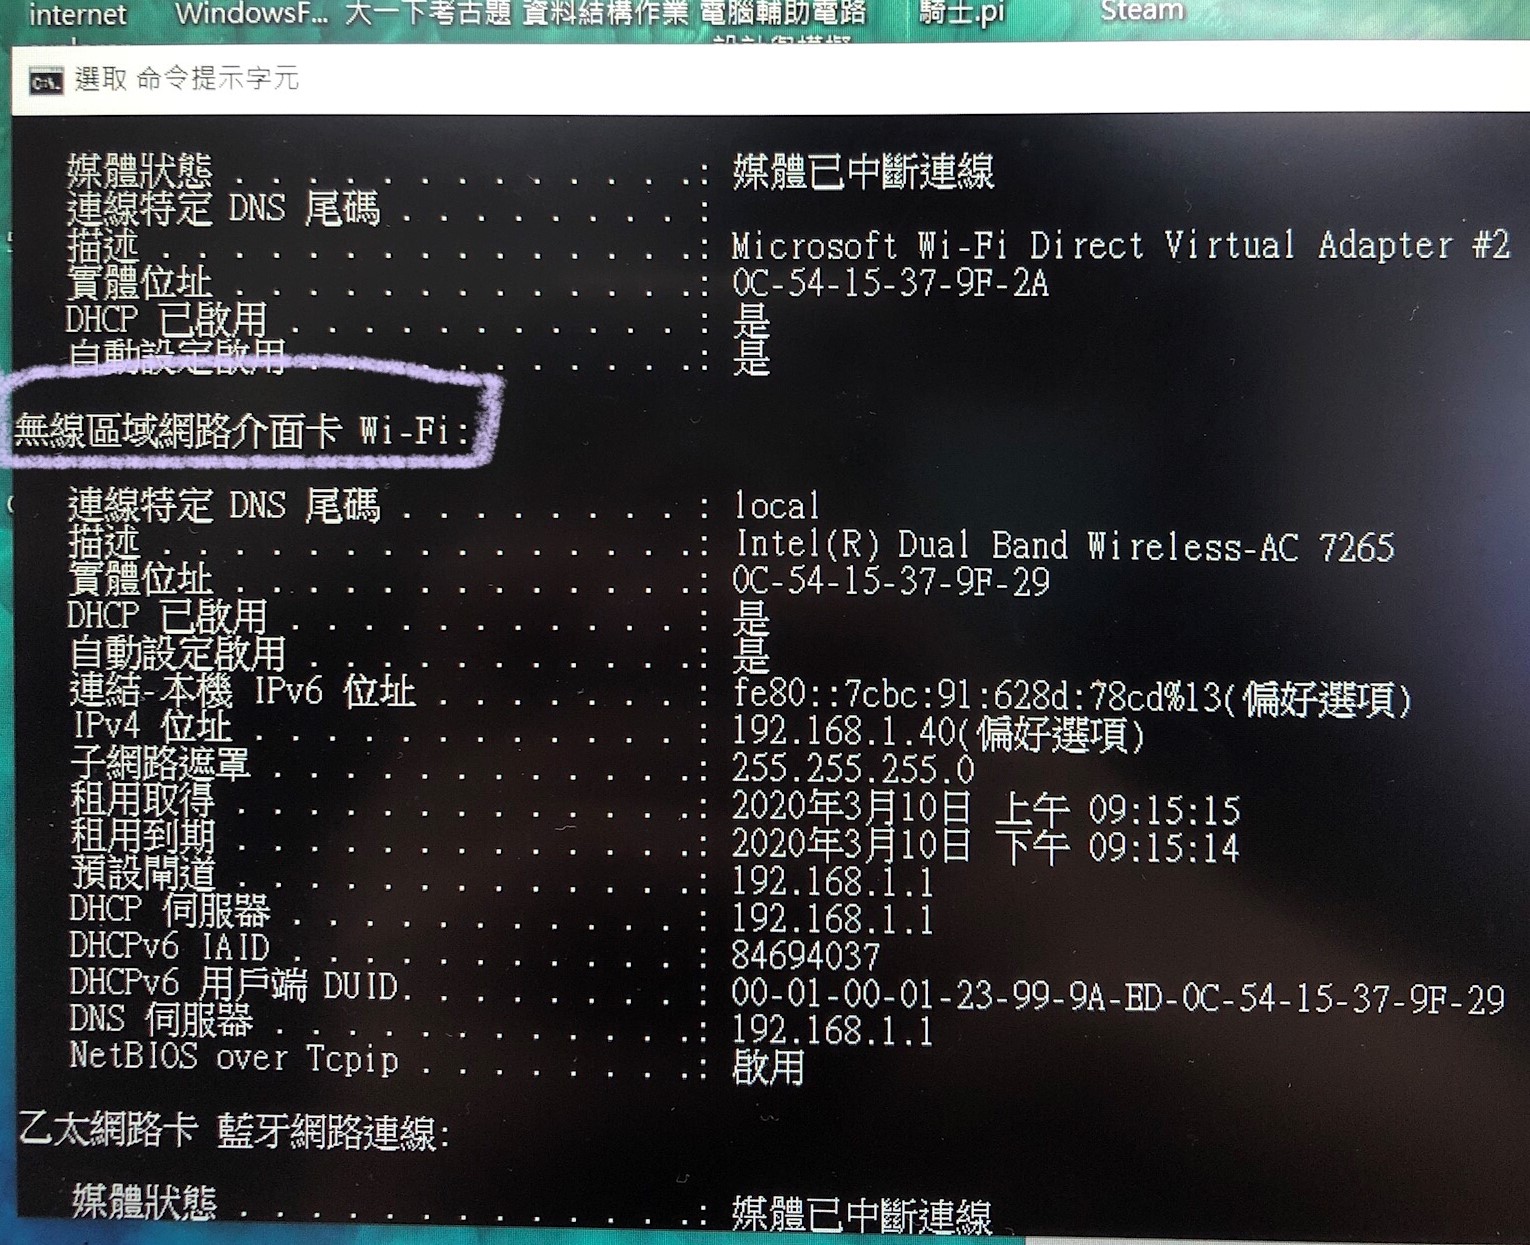 internet WindowsF... 大一下考古題 資料結構作業 電腦輔助電路 騎士.pi Steam
設計與模擬
選取 命令提示字元
媒體狀態 . . . . . . . . . . . . .: 媒體已中斷連線
連線特定 DNS 尾碼 . . . . . . . . . :
描述 . . . . . . . . . . . . . . .: Microsoft Wi-Fi Direct Virtual Adapter #2
實體位址 . . . . . . . . . . . . .: 0C-54-15-37-9F-2A
DHCP 已啟用 . . . . . . . . . . . . : 是
自動設定啟用 . . . . . . . . . . .: 是
無線區域網路介面卡 Wi-Fi:
連線特定 DNS 尾碼 . . . . . . . . . : local
描述 . . . . . . . . . . . . . . .: Intel(R) Dual Band Wireless-AC 7265
實體位址 . . . . . . . . . . . . .: 0C-54-15-37-9F-29
DHCP 已啟用 . . . . . . . . . . . . : 是
自動設定啟用 . . . . . . . . . . .: 是
連結-本機 IPv6 位址 . . . . . . . . : fe80::7cbc:91:628d:78cd%13(偏好選項)
IPv4 位址 . . . . . . . . . . . . . : 192.168.1.40(偏好選項)
子網路遮罩 . . . . . . . . . . . .: 255.255.255.0
租用取得 . . . . . . . . . . . . .: 2020年3月10日 上午 09:15:15
租用到期 . . . . . . . . . . . . .: 2020年3月10日 下午 09:15:14
預設閘道 . . . . . . . . . . . . .: 192.168.1.1
DHCP 伺服器 . . . . . . . . . . . . : 192.168.1.1
DHCPv6 IAID . . . . . . . . . . . . : 84694037
DHCPv6 用戶端 DUID. . . . . . . . . : 00-01-00-01-23-99-9A-ED-0C-54-15-37-9F-29
DNS 伺服器 . . . . . . . . . . . .: 192.168.1.1
NetBIOS over Tcpip . . . . . . . .: 啟用
乙太網路卡 藍牙網路連線:
媒體狀態 . . . . . . . . . . . . .: 媒體已中斷連線